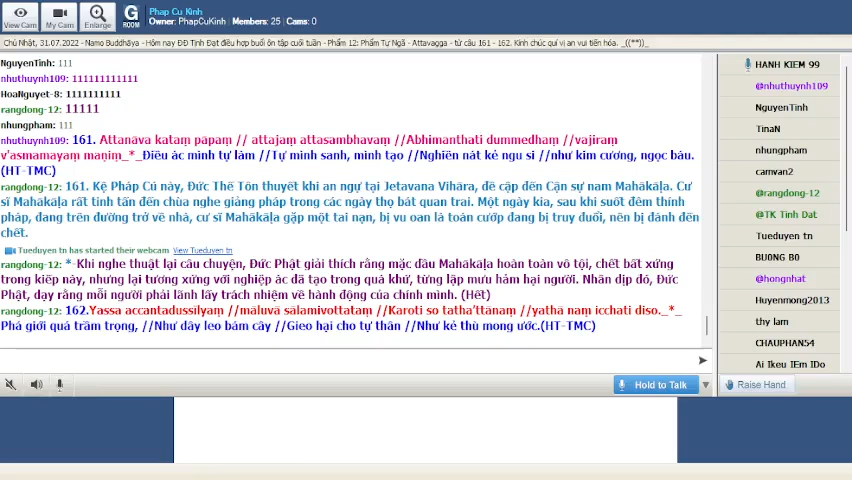 Phap Cu Kinh
Owner: PhapCuKinh | Members: 25 | Cams: 0
View Cam
My Cam
Enlarge
G
ROOM
Chủ Nhật, 31.07.2022 - Namo Buddhāya - Hôm nay ĐĐ Tịnh Đạt điều hợp buổi ôn tập cuối tuần - Phẩm 12: Phẩm Tự Ngã - Attavagga - từ câu 161 - 162. Kính chúc quí vị an vui tiến hóa. _((**))_
NguyenTinh: 111
nhuthuynh109: 111111111111
HoaNguyet-8: 1111111111
rangdong-12: 11111
nhungpham: 111
nhuthuynh109: 161. Attanāva kataṃ pāpaṃ // attajaṃ attasambhavaṃ //Abhimanthati dummedhaṃ //vajiraṃ
v'asmamayaṃ maṇiṃ_*_Điều ác mình tự làm //Tự mình sanh, mình tạo //Nghiền nát kẻ ngu si //như kim cương, ngọc báu.
(HT-TMC)
rangdong-12: 161. Kệ Pháp Cú này, Đức Thế Tôn thuyết khi an ngự tại Jetavana Vihāra, đề cập đến Cận sự nam Mahākāḷa. Cư
sĩ Mahākāḷa rất tinh tấn đến chùa nghe giảng pháp trong các ngày thọ bát quan trai. Một ngày kia, sau khi suốt đêm thính
pháp, đang trên đường trở về nhà, cư sĩ Mahākāḷa gặp một tai nạn, bị vu oan là toán cướp đang bị truy đuổi, nên bị đánh đến
chết.
Tueduyen tn has started their webcam View Tueduyen tn
rangdong-12: *-Khi nghe thuật lại câu chuyện, Đức Phật giải thích rằng mặc dầu Mahākāḷa hoàn toàn vô tội, chết bất xứng
trong kiếp này, nhưng lại tương xứng với nghiệp ác đã tạo trong quá khứ, từng lập mưu hãm hại người. Nhân dịp đó, Đức
Phật, dạy rằng mỗi người phải lãnh lấy trách nhiệm về hành động của chính mình. (Hết)
rangdong-12: 162.Yassa accantadussīlyaṃ //māluvā sālamivottataṃ //Karoti so tatha'ttānaṃ //yathā naṃ icchati diso._*_
Phá giới quá trầm trọng, //Như dây leo bám cây //Gieo hại cho tự thân //Như kẻ thù mong ước.(HT-TMC)
HANH KIEM 99
@nhuthuynh109
NguyenTinh
TinaN
nhungpham
camvan2
@rangdong-12
@TK Tinh Dat
Tueduyen tn
BU0NG B0
@hongnhat
Huyenmong2013
thy lam
CHAUPHAN54
Ai Ikeu IEm IDo
Hold to Talk
Raise Hand